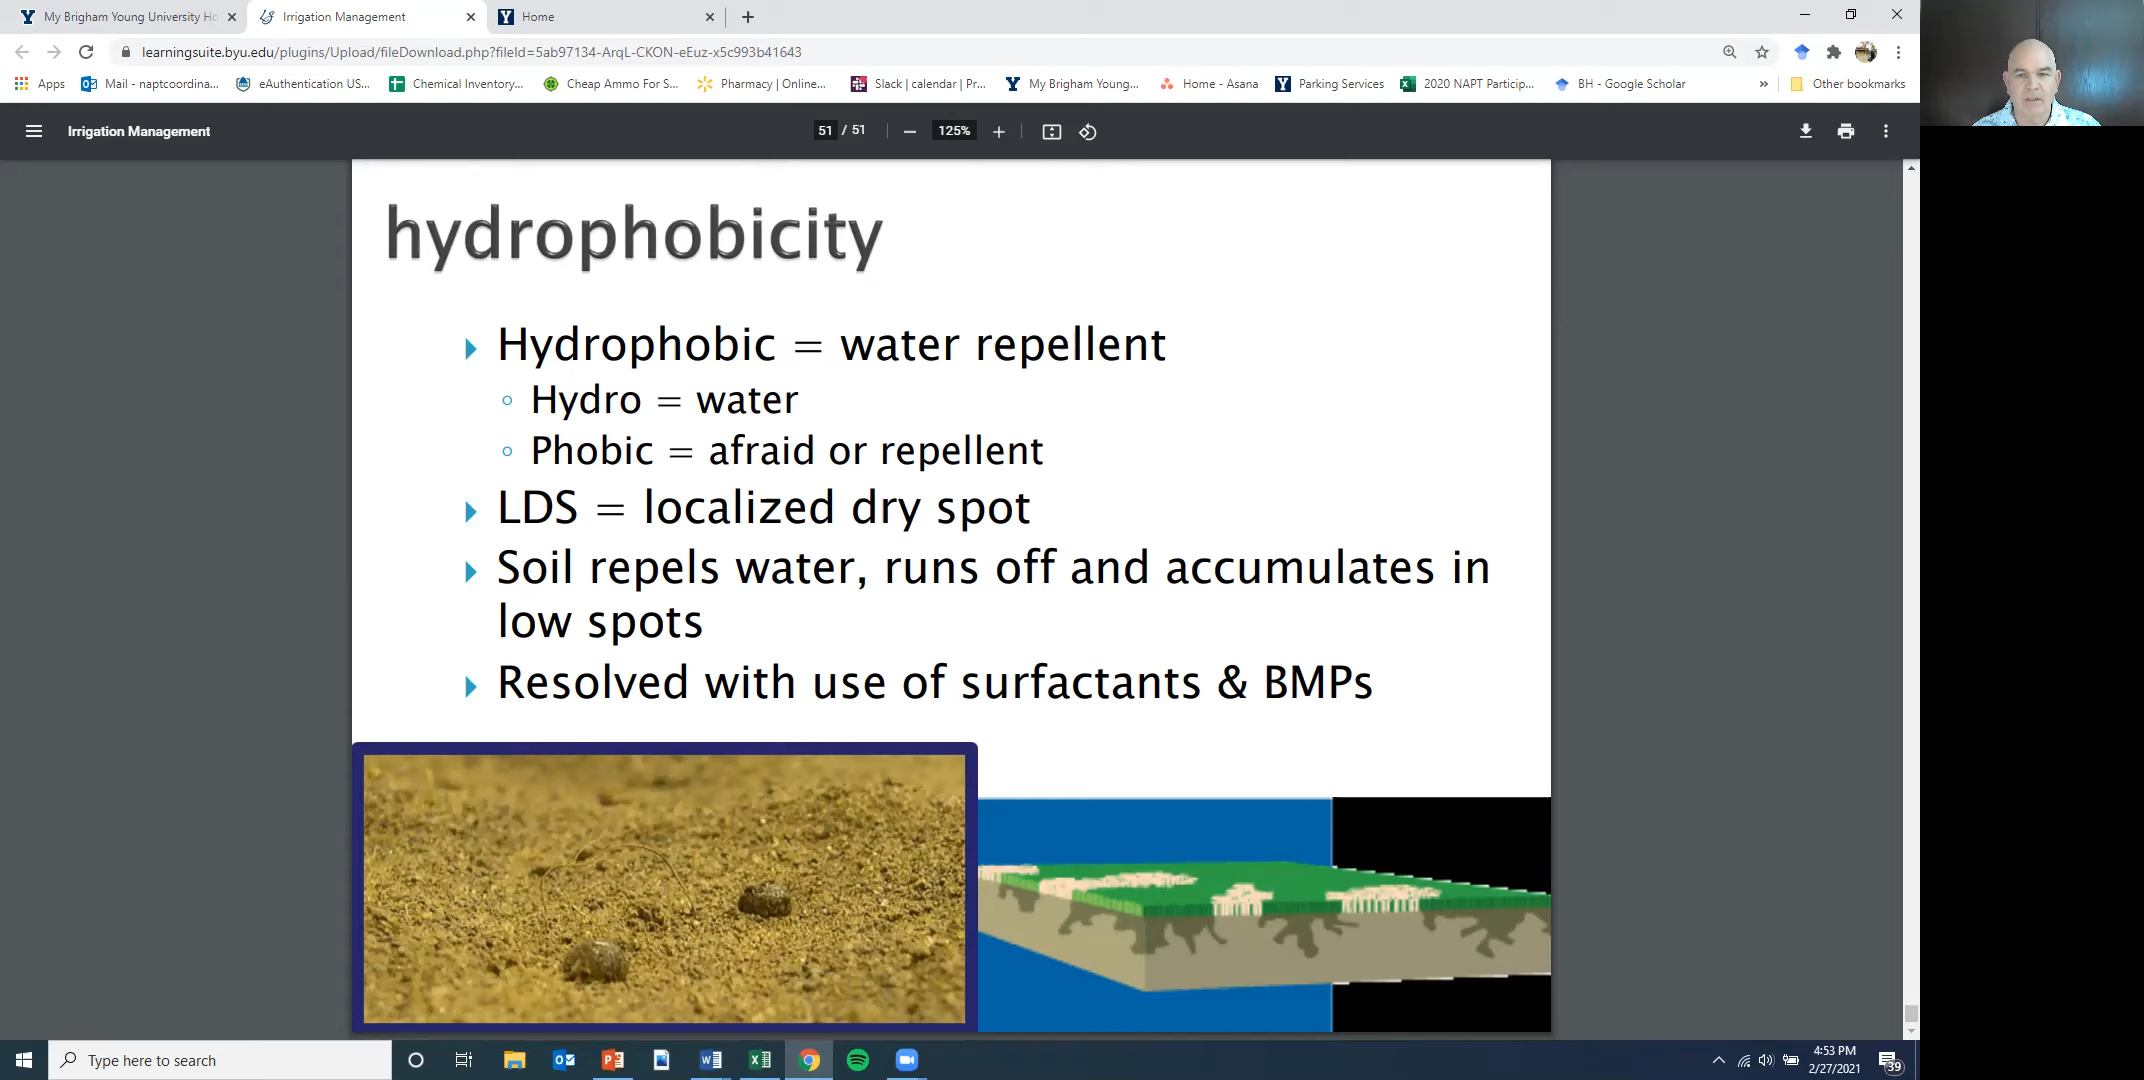 My Brigham Young University Ho
Irrigation Management
Home
learningsuite.byu.edu/plugins/Upload/fileDownload.php?fileId=5ab97134-ArqL-CKON-eEuz-x5c993b41643
Apps
Mail - naptcoordina...
eAuthentication US...
Chemical Inventory...
Cheap Ammo For S...
Pharmacy | Online...
Slack | calendar | Pr...
My Brigham Young...
Home - Asana
Parking Services
2020 NAPT Particip...
BH - Google Scholar
»
Other bookmarks
Irrigation Management
51 / 51
125%
hydrophobicity
Hydrophobic = water repellent
Hydro = water
Phobic = afraid or repellent
LDS = localized dry spot
Soil repels water, runs off and accumulates in
low spots
Resolved with use of surfactants & BMPs
Type here to search
4:53 PM
2/27/2021
39